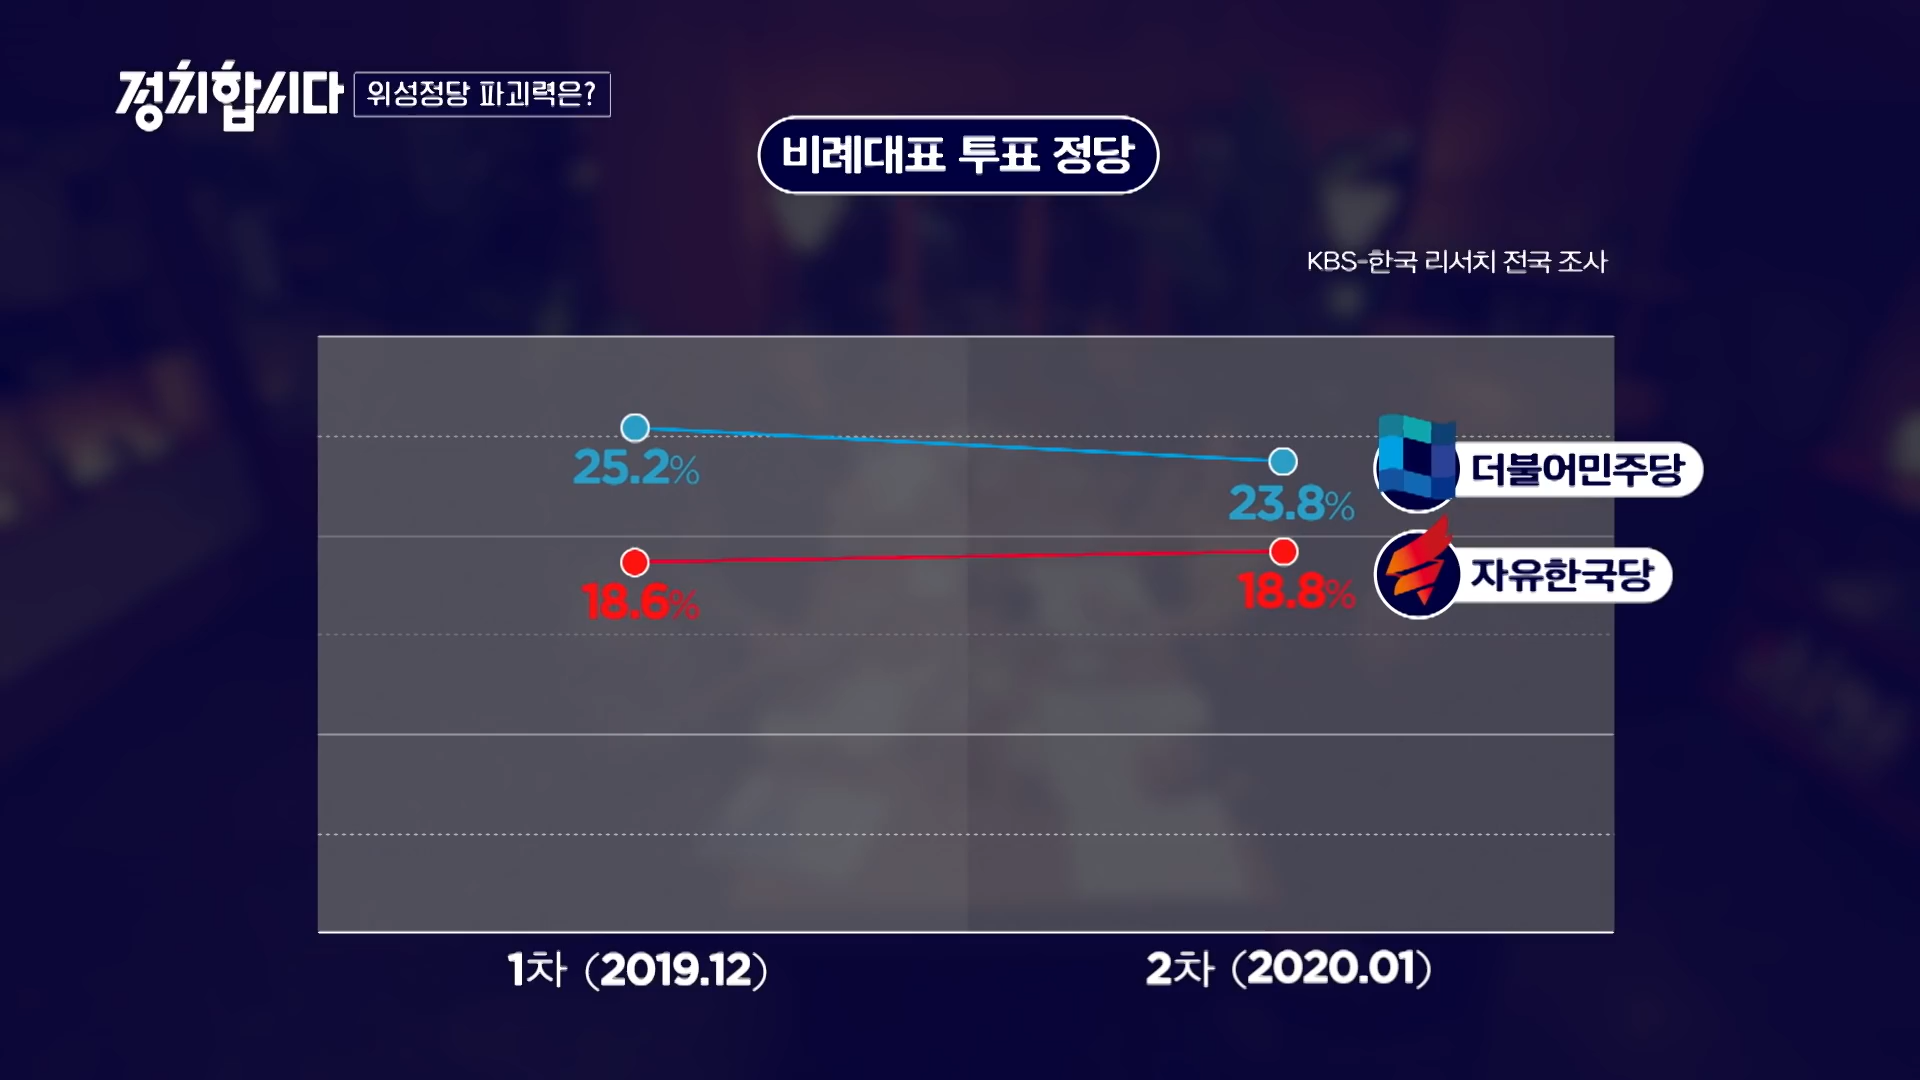 정치합시다 위성정당 파괴력은?
비례대표 투표 정당
KBS-한국 리서치 전국 조사
25.2%
23.8%
더불어민주당
18.6%
18.8%
자유한국당
1차 (2019.12)
2차 (2020.01)